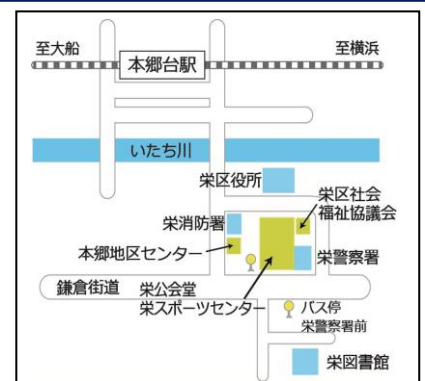 至大船
至横浜
本郷台駅
いたち川
栄区役所
栄区社会
福祉協議会
栄消防署
本郷地区センター
栄警察署
鎌倉街道
栄公会堂
栄スポーツセンター
バス停
栄警察署前
栄図書館